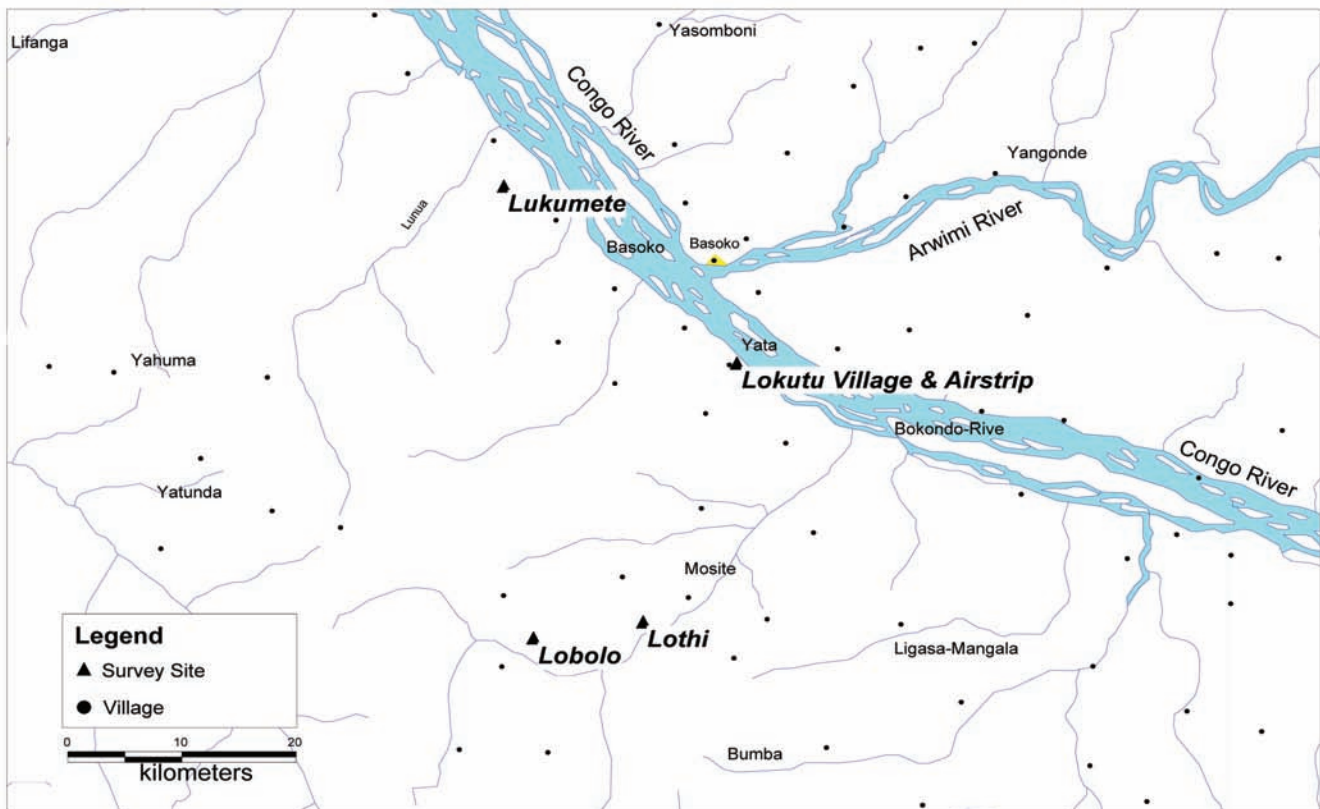 Lifanga
Yasomboni
Congo River
Yangonde
Lukumete
Lunua
Arwimi River
Basoko
Basoko
Yata
Yahuma
Lokutu Village & Airstrip
Bokondo-Rive
Congo River
Yatunda
Mosite
Legend
Survey Site
Village
Lobolo
Lothi
Ligasa-Mangala
Bumba
0 10 20
kilometers